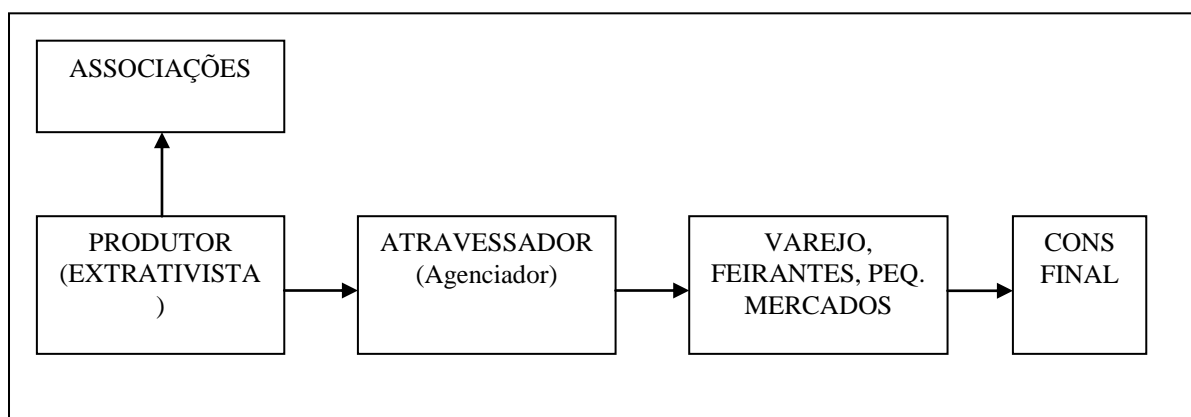 ASSOCIAÇÕES
PRODUTOR
(EXTRATIVISTA
)
ATRAVESSADOR
(Agenciador)
VAREJO,
FEIRANTES, PEQ.
MERCADOS
CONS
FINAL